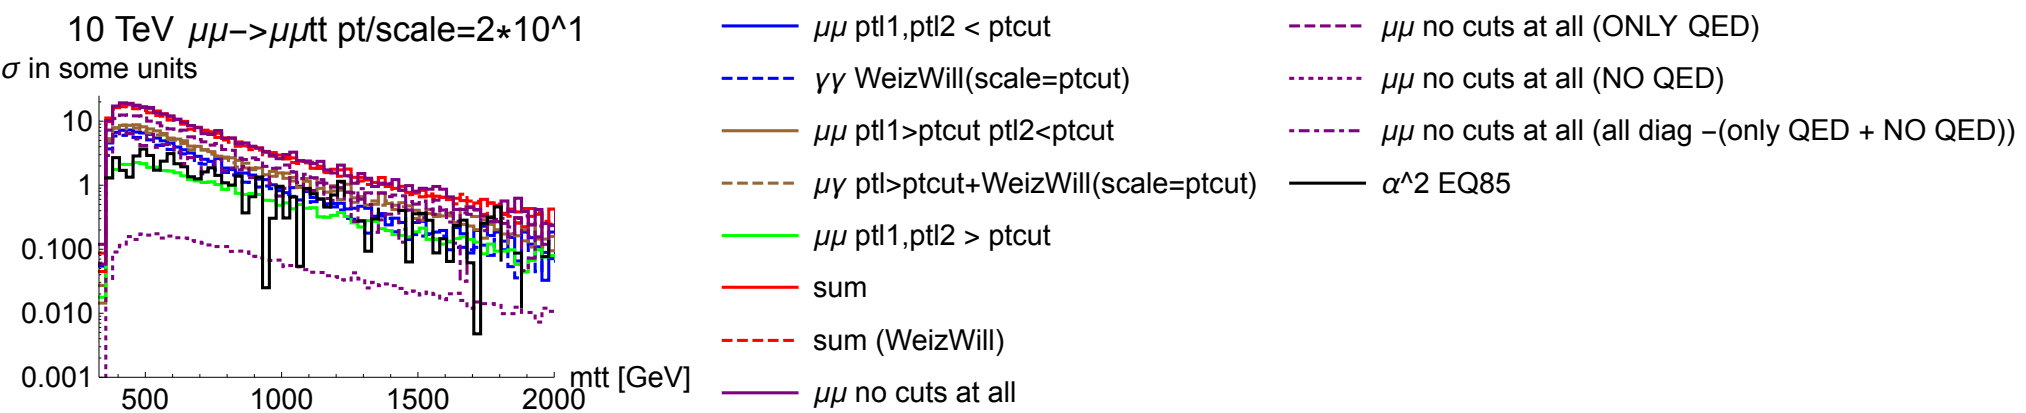 10 TeV μμ->μμtt pt/scale=2*10^1
σ in some units
10
1
0.100
0.010
0.001
500
1000
1500
2000
mtt [GeV]
μμ ptl1,ptl2 < ptcut
γγ WeizWill(scale=ptcut)
μμ ptl1>ptcut ptl2<ptcut
μγ ptl>ptcut+WeizWill(scale=ptcut)
μμ ptl1,ptl2 > ptcut
sum
sum (WeizWill)
μμ no cuts at all
μμ no cuts at all (ONLY QED)
μμ no cuts at all (NO QED)
μμ no cuts at all (all diag -(only QED + NO QED))
α^2 EQ85